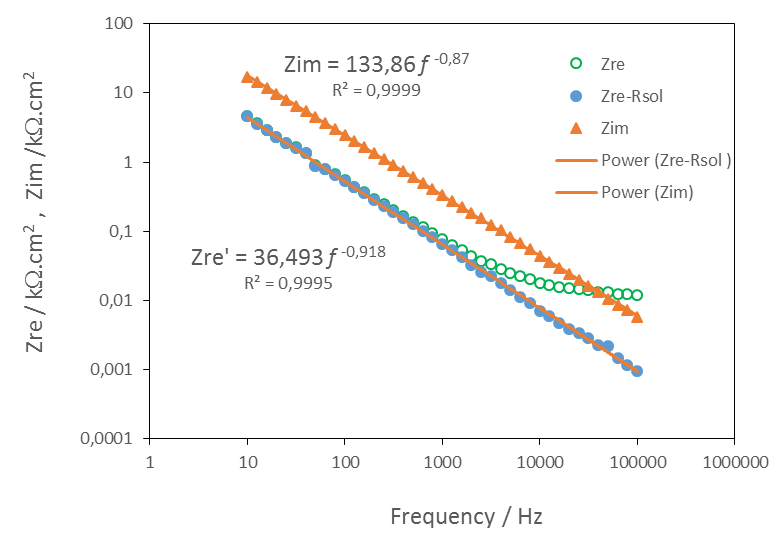 Zre / kΩ.cm² , Zim /kΩ.cm²
100
10
1
0,1
0,01
0,001
0,0001
Zim = 133,86 f -0,87
R² = 0,9999
Zre' = 36,493 f -0,918
R² = 0,9995
Zre
Zre-Rsol
Zim
Power (Zre-Rsol )
Power (Zim)
1 10 100 1000 10000 100000 1000000
Frequency / Hz